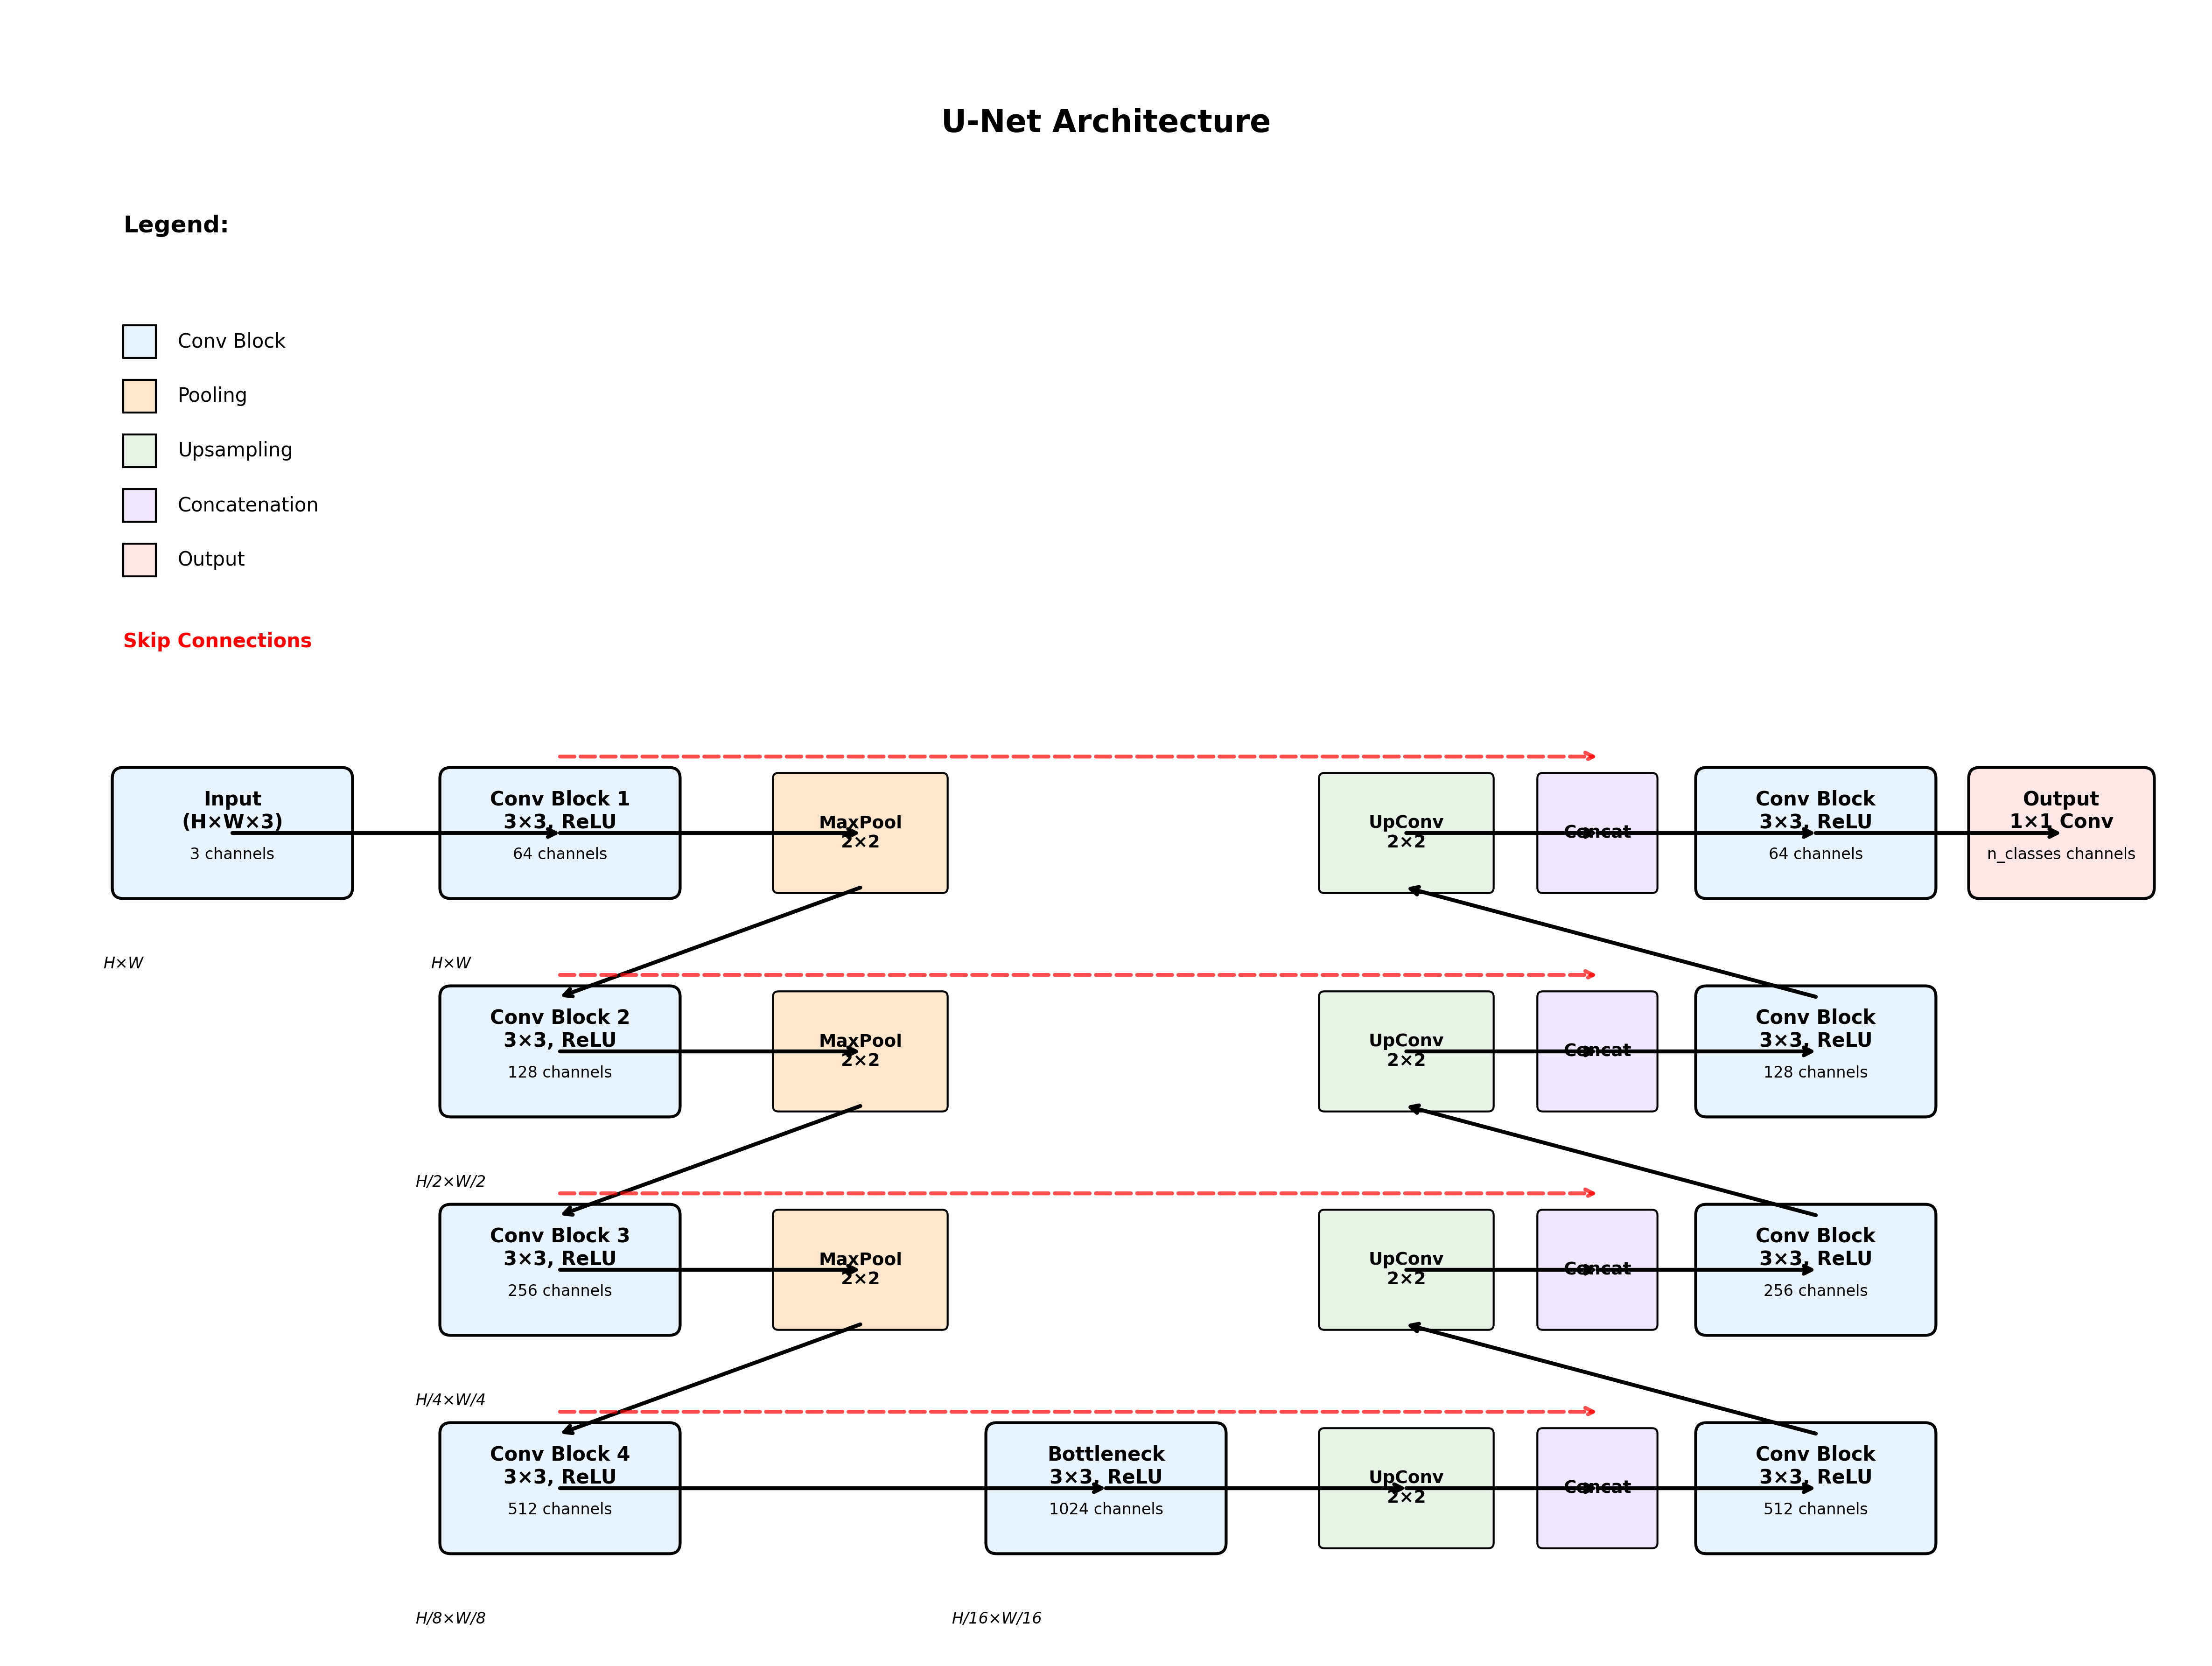 U-Net Architecture
Legend:
Conv Block
Pooling
Upsampling
Concatenation
Output
Skip Connections
Input
(H×W×3)
3 channels
Conv Block 1
3×3, ReLU
64 channels
MaxPool
2×2
UpConv
2×2
Concat
Conv Block
3×3, ReLU
64 channels
Output
1×1 Conv
n_classes channels
H×W
H×W
Conv Block 2
3×3, ReLU
128 channels
MaxPool
2×2
UpConv
2×2
Concat
Conv Block
3×3, ReLU
128 channels
H/2×W/2
Conv Block 3
3×3, ReLU
256 channels
MaxPool
2×2
UpConv
2×2
Concat
Conv Block
3×3, ReLU
256 channels
H/4×W/4
Conv Block 4
3×3, ReLU
512 channels
Bottleneck
3×3, ReLU
1024 channels
UpConv
2×2
Concat
Conv Block
3×3, ReLU
512 channels
H/8×W/8
H/16×W/16